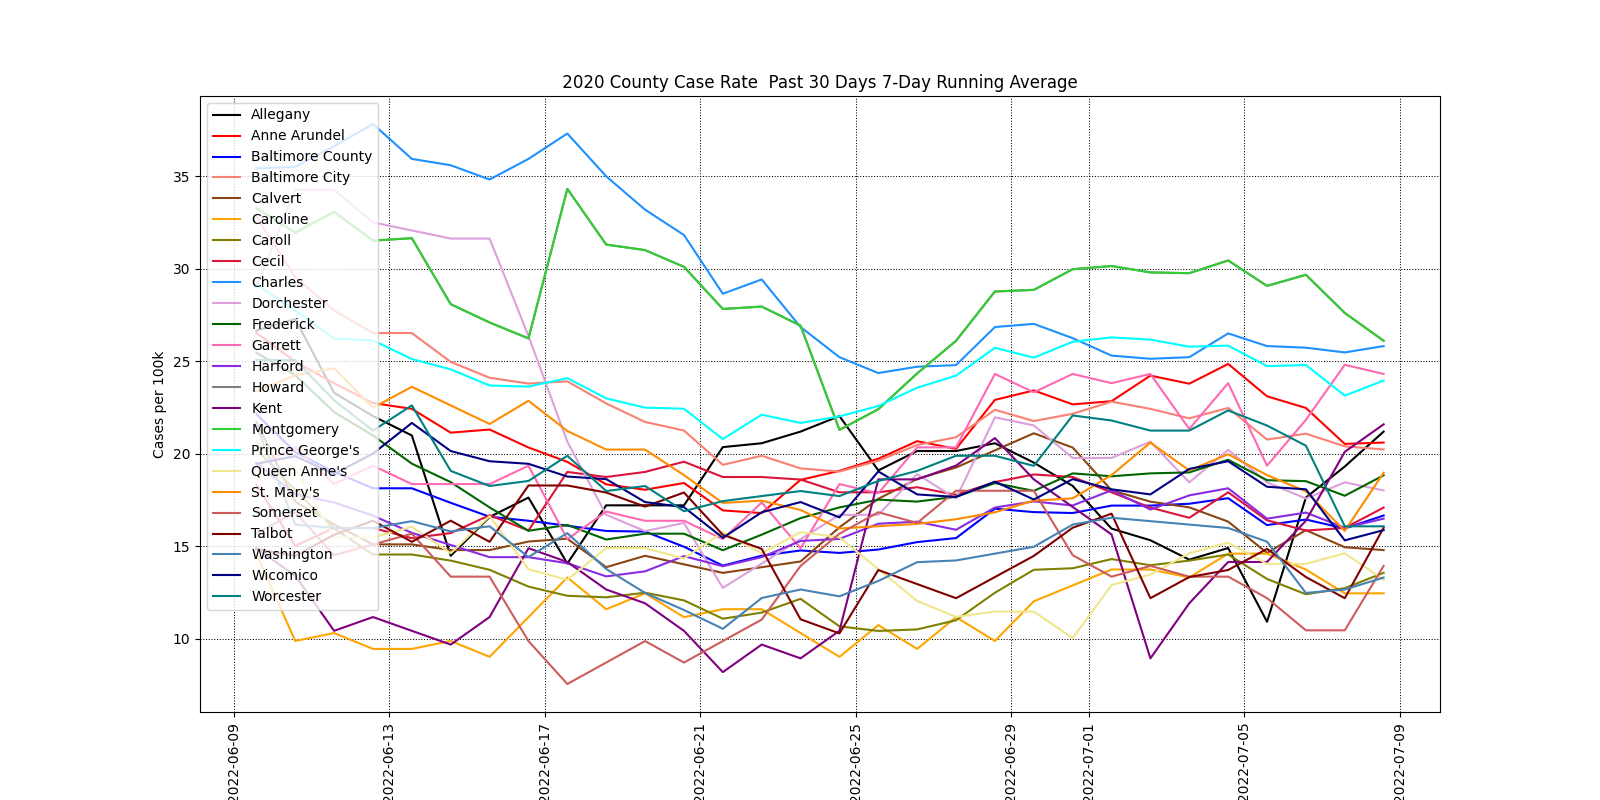 2020 County Case Rate  Past 30 Days 7-Day Running Average
Cases per 100k
35
30
25
20
15
10
Allegany
Anne Arundel
Baltimore County
Baltimore City
Calvert
Caroline
Caroll
Cecil
Charles
Dorchester
Frederick
Garrett
Harford
Howard
Kent
Montgomery
Prince George's
Queen Anne's
St. Mary's
Somerset
Talbot
Washington
Wicomico
Worcester
2022-06-09
2022-06-13
2022-06-17
2022-06-21
2022-06-25
2022-06-29
2022-07-01
2022-07-05
2022-07-09